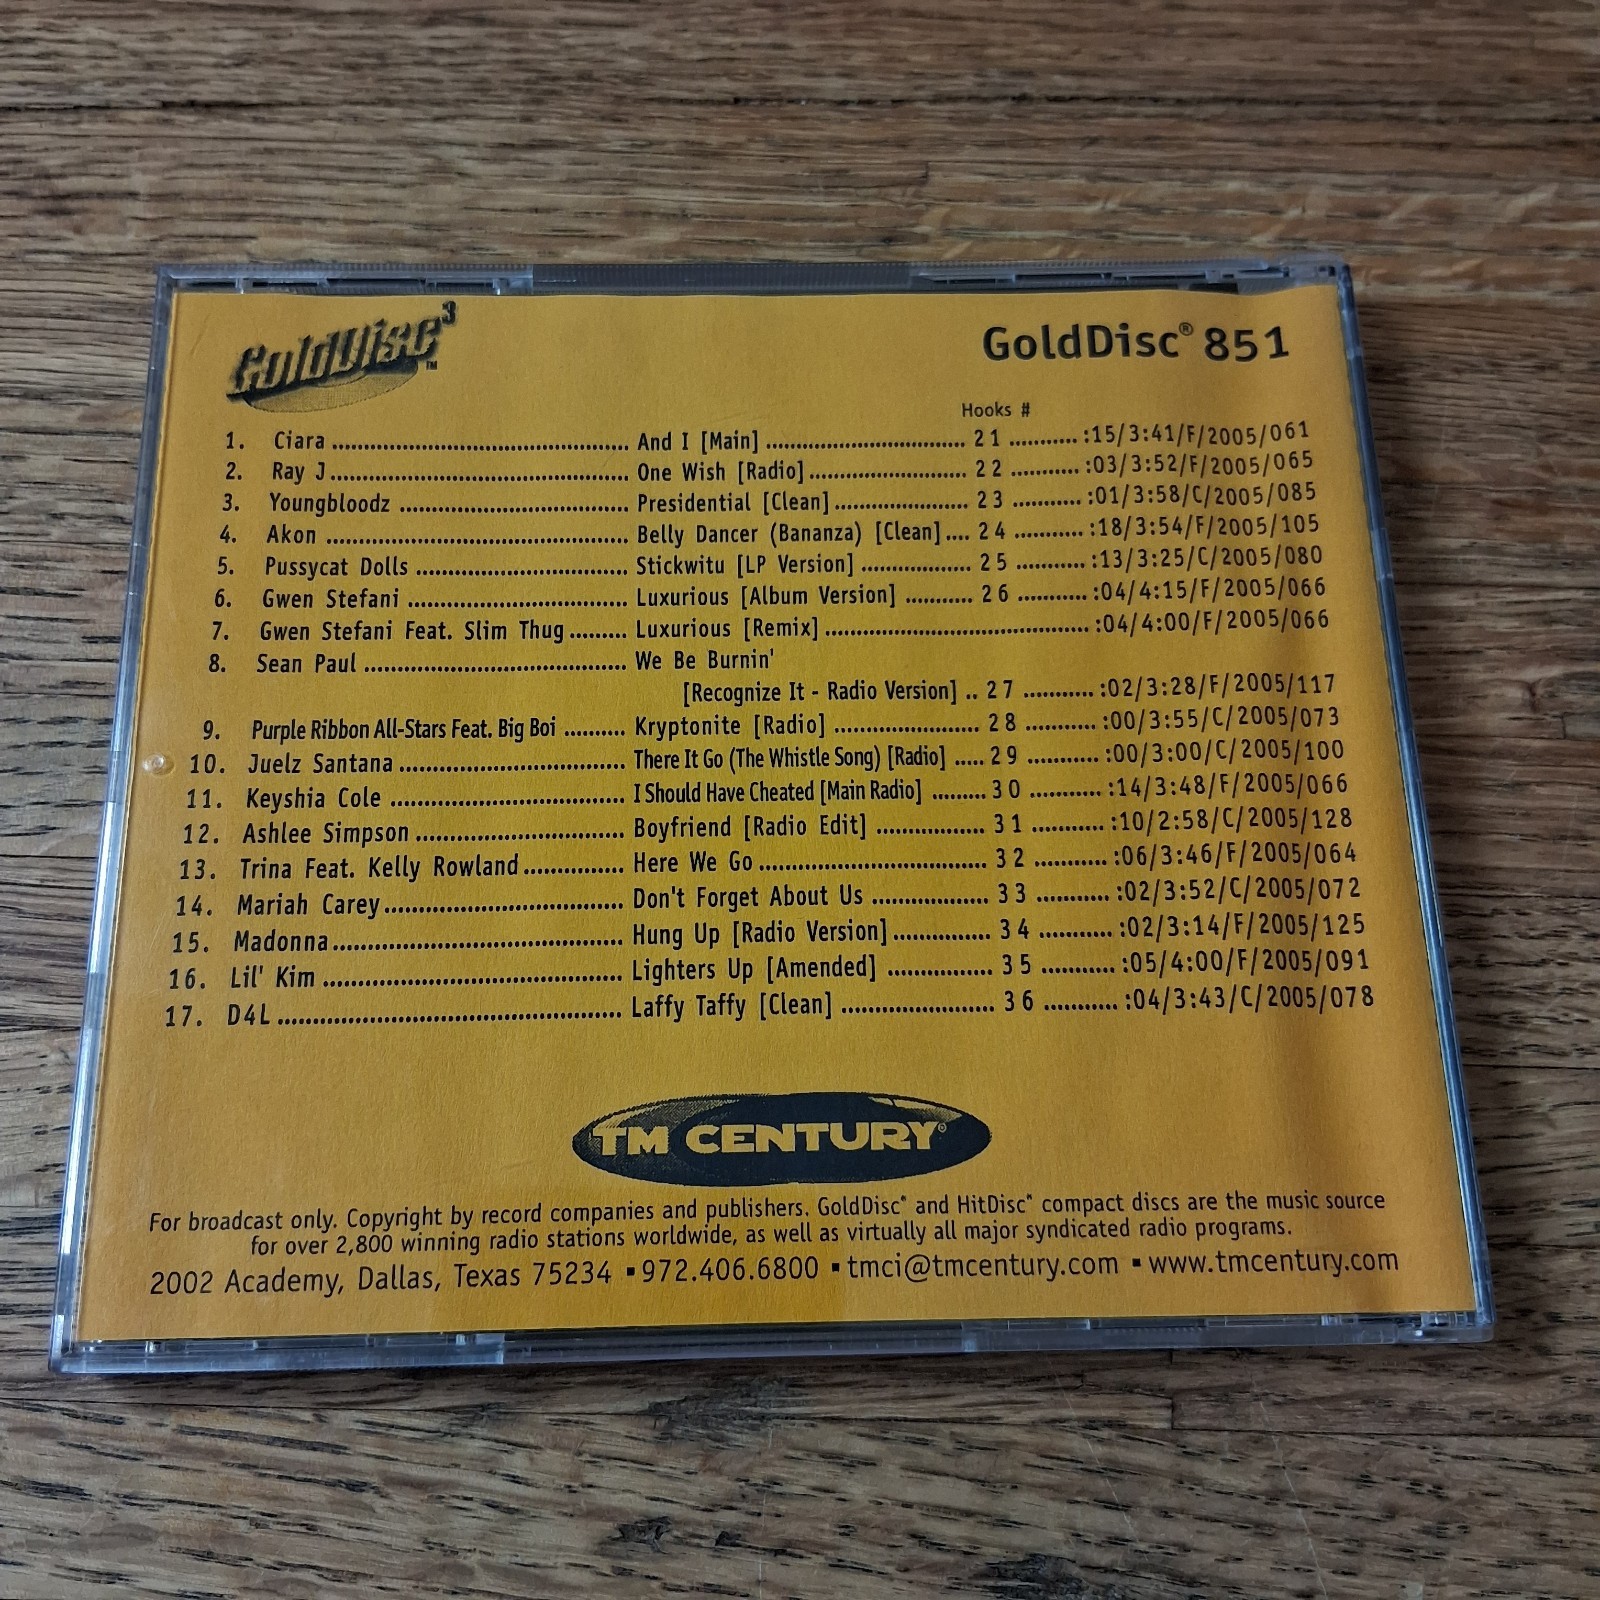 GoldDisc³™
GoldDisc® 851
Hooks #
1. Ciara ........ And I [Main] ........ 21 ........ :15/3:41/F/2005/061
2. Ray J ........ One Wish [Radio] ........ 22 ........ :03/3:52/F/2005/065
3. Youngbloodz ........ Presidential [Clean] ........ 23 ........ :01/3:58/C/2005/085
4. Akon ........ Belly Dancer (Bananza) [Clean] .... 24 ........ :18/3:54/F/2005/105
5. Pussycat Dolls ........ Stickwitu [LP Version] ........ 25 ........ :13/3:25/C/2005/080
6. Gwen Stefani ........ Luxurious [Album Version] ........ 26 ........ :04/4:15/F/2005/066
7. Gwen Stefani Feat. Slim Thug ........ Luxurious [Remix] ........ :04/4:00/F/2005/066
8. Sean Paul ........ We Be Burnin'
[Recognize It - Radio Version] .. 27 ........ :02/3:28/F/2005/117
9. Purple Ribbon All-Stars Feat. Big Boi ........ Kryptonite [Radio] ........ 28 ........ :00/3:55/C/2005/073
10. Juelz Santana ........ There It Go (The Whistle Song) [Radio] ..... 29 ........ :00/3:00/C/2005/100
11. Keyshia Cole ........ I Should Have Cheated [Main Radio] ........ 30 ........ :14/3:48/F/2005/066
12. Ashlee Simpson ........ Boyfriend [Radio Edit] ........ 31 ........ :10/2:58/C/2005/128
13. Trina Feat. Kelly Rowland ........ Here We Go ........ 32 ........ :06/3:46/F/2005/064
14. Mariah Carey ........ Don't Forget About Us ........ 33 ........ :02/3:52/C/2005/072
15. Madonna ........ Hung Up [Radio Version] ........ 34 ........ :02/3:14/F/2005/125
16. Lil' Kim ........ Lighters Up [Amended] ........ 35 ........ :05/4:00/F/2005/091
17. D4L ........ Laffy Taffy [Clean] ........ 36 ........ :04/3:43/C/2005/078
TM CENTURY®
For broadcast only. Copyright by record companies and publishers. GoldDisc® and HitDisc® compact discs are the music source
for over 2,800 winning radio stations worldwide, as well as virtually all major syndicated radio programs.
2002 Academy, Dallas, Texas 75234 ▪ 972.406.6800 ▪ tmci@tmcentury.com ▪ www.tmcentury.com